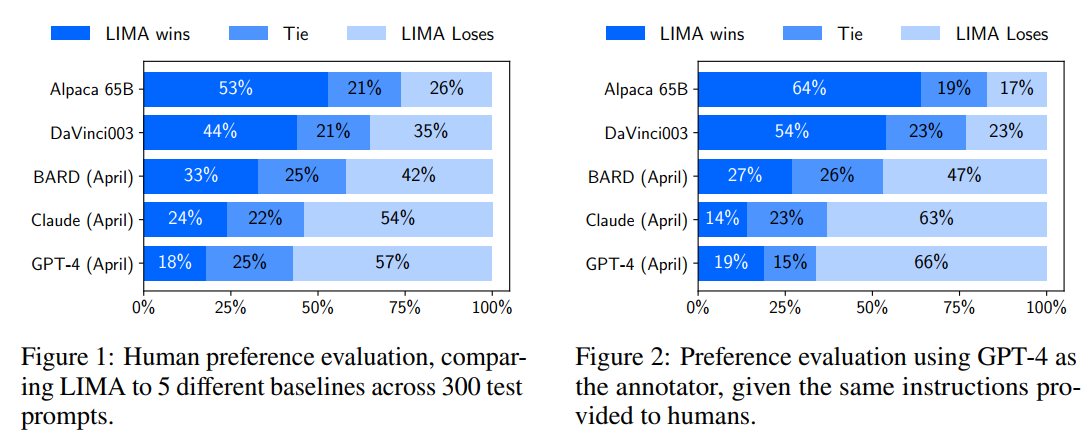 LIMA wins Tie LIMA Loses
Alpaca 65B 53% 21% 26%
DaVinci003 44% 21% 35%
BARD (April) 33% 25% 42%
Claude (April) 24% 22% 54%
GPT-4 (April) 18% 25% 57%
0% 25% 50% 75% 100%
Figure 1: Human preference evaluation, compar-
ing LIMA to 5 different baselines across 300 test
prompts.
LIMA wins Tie LIMA Loses
Alpaca 65B 64% 19% 17%
DaVinci003 54% 23% 23%
BARD (April) 27% 26% 47%
Claude (April) 14% 23% 63%
GPT-4 (April) 19% 15% 66%
0% 25% 50% 75% 100%
Figure 2: Preference evaluation using GPT-4 as
the annotator, given the same instructions pro-
vided to humans.